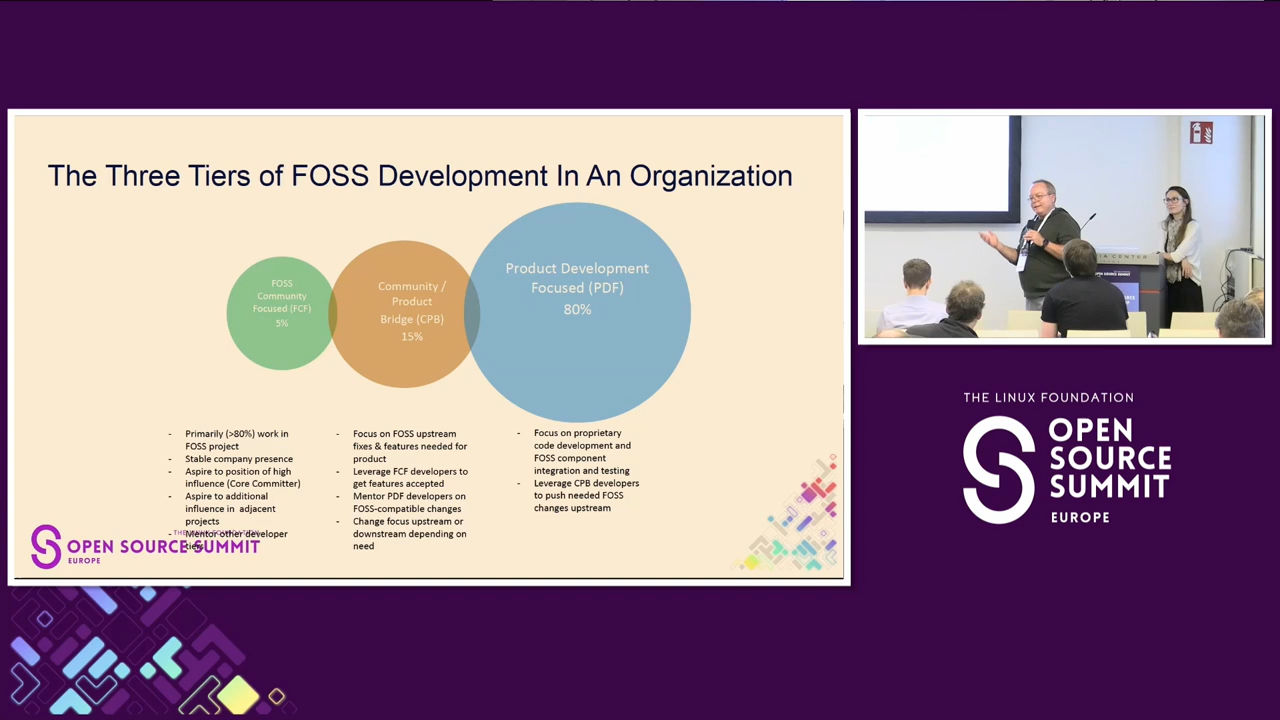 The Three Tiers of FOSS Development In An Organization
FOSS
Community
Focused (FCF)
5%
Community /
Product
Bridge (CPB)
15%
Product Development
Focused (PDF)
80%
- Primarily (>80%) work in
FOSS project
- Stable company presence
- Aspire to position of high
influence (Core Committer)
- Aspire to additional
influence in adjacent
projects
- Mentor other developer
tiers
- Focus on FOSS upstream
fixes & features needed for
product
- Leverage FCF developers to
get features accepted
- Mentor PDF developers on
FOSS-compatible changes
- Change focus upstream or
downstream depending on
need
- Focus on proprietary
code development and
FOSS component
integration and testing
- Leverage CPB developers
to push needed FOSS
changes upstream
THE LINUX FOUNDATION
OPEN SOURCE SUMMIT
EUROPE
THE LINUX FOUNDATION
OPEN
SOURCE
SUMMIT
EUROPE